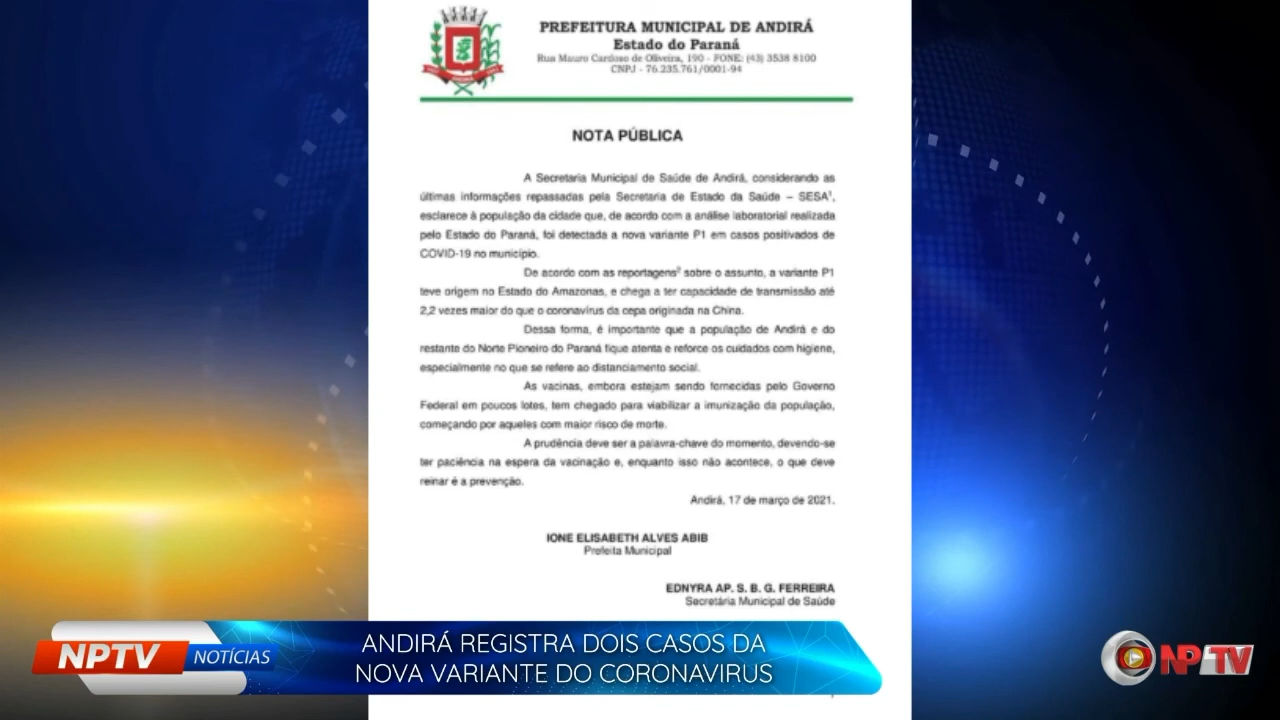 PREFEITURA MUNICIPAL DE ANDIRÁ
Estado do Paraná
Rua Mauro Cardoso de Oliveira, 190 - FONE: (43) 3538 8100
CNPJ - 76.235.761/0001-94
NOTA PÚBLICA
A Secretaria Municipal de Saúde de Andirá, considerando as
últimas informações repassadas pela Secretaria de Estado da Saúde – SESA¹,
esclarece à população da cidade que, de acordo com a análise laboratorial realizada
pelo Estado do Paraná, foi detectada a nova variante P1 em casos positivados de
COVID-19 no município.
De acordo com as reportagens² sobre o assunto, a variante P1
teve origem no Estado do Amazonas, e chega a ter capacidade de transmissão até
2,2 vezes maior do que o coronavírus da cepa originada na China.
Dessa forma, é importante que a população de Andirá e do
restante do Norte Pioneiro do Paraná fique atenta e reforce os cuidados com higiene,
especialmente no que se refere ao distanciamento social.
As vacinas, embora estejam sendo fornecidas pelo Governo
Federal em poucos lotes, tem chegado para viabilizar a imunização da população,
começando por aqueles com maior risco de morte.
A prudência deve ser a palavra-chave do momento, devendo-se
ter paciência na espera da vacinação e, enquanto isso não acontece, o que deve
reinar é a prevenção.
Andirá, 17 de março de 2021.
IONE ELISABETH ALVES ABIB
Prefeita Municipal
EDNYRA AP. S. B. G. FERREIRA
Secretária Municipal de Saúde
NPTV NOTÍCIAS
ANDIRÁ REGISTRA DOIS CASOS DA
NOVA VARIANTE DO CORONAVIRUS
NPTV